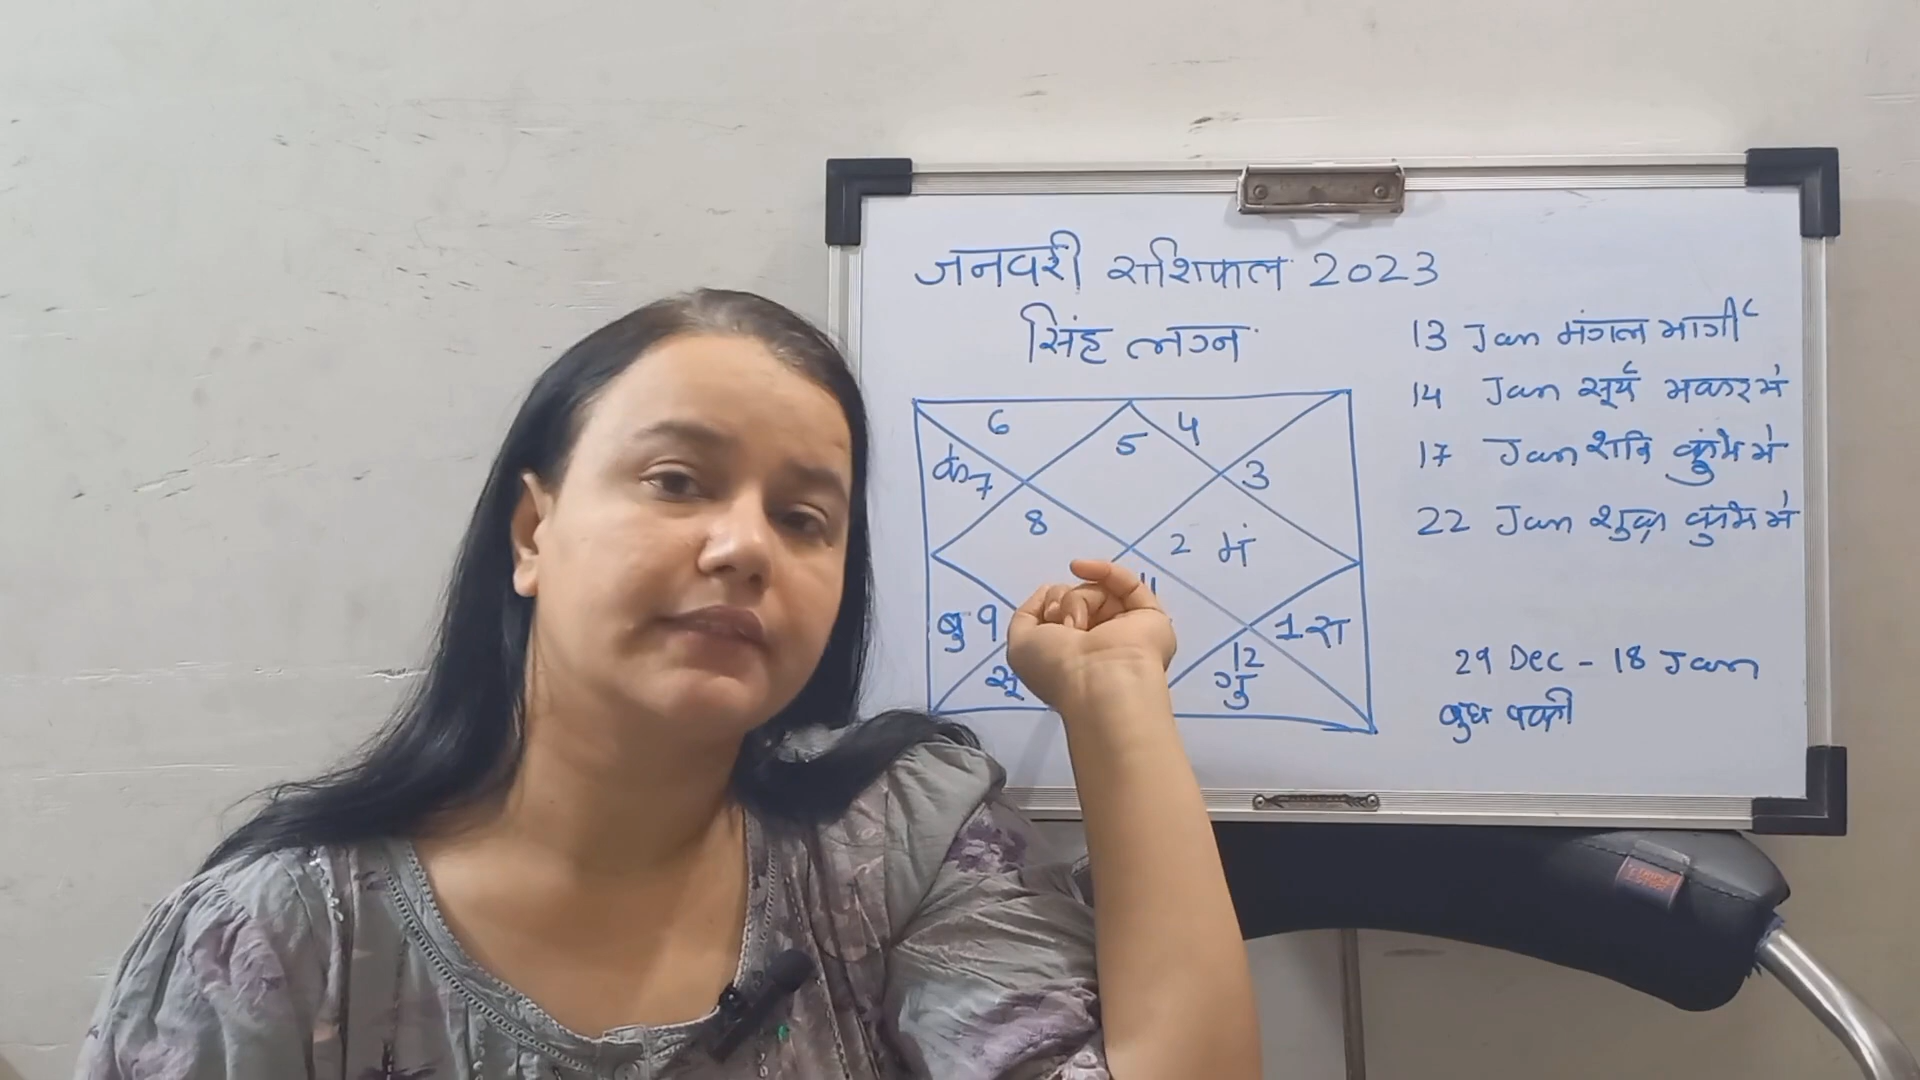 जनवरी राशिफल 2023
सिंह लग्न
13 Jan मंगल मार्गी
14 Jan सूर्य मकर में
17 Jan शनि कुंभ में
22 Jan शुक्र कुंभ में
6
5
4
के 7
3
8
2 मं
बु 9
सू
12
गु
1 रा
29 Dec - 18 Jan
बुध वक्री